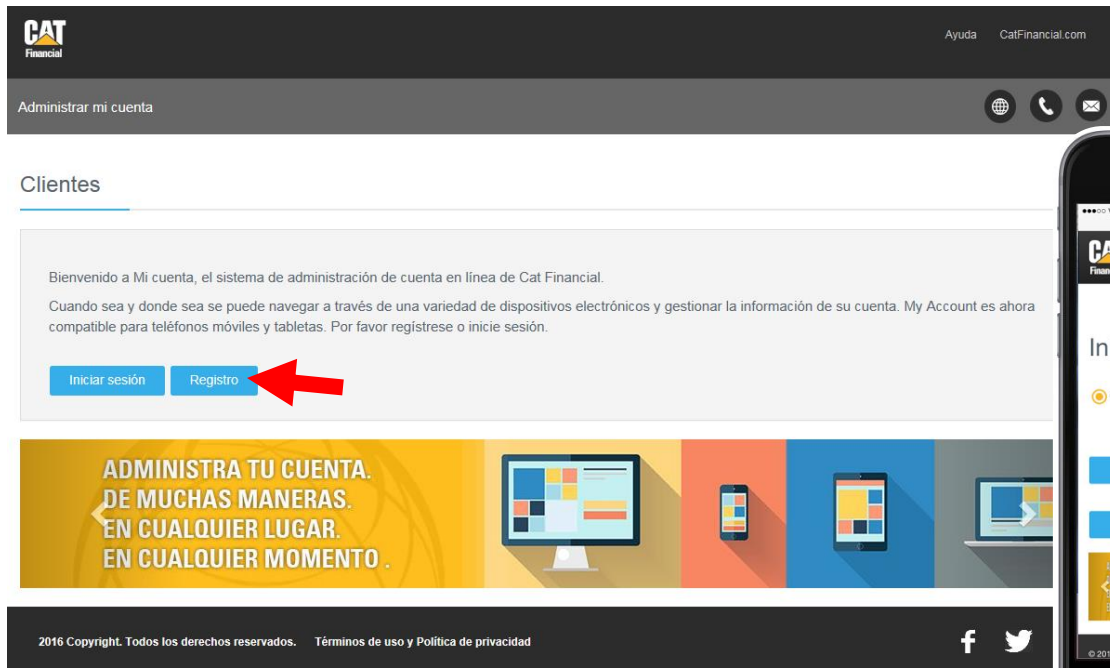 CAT
Financial
Ayuda CatFinancial.com
Administrar mi cuenta
Clientes
Bienvenido a Mi cuenta, el sistema de administración de cuenta en línea de Cat Financial.
Cuando sea y donde sea se puede navegar a través de una variedad de dispositivos electrónicos y gestionar la información de su cuenta. My Account es ahora
compatible para teléfonos móviles y tabletas. Por favor regístrese o inicie sesión.
Iniciar sesión Registro
ADMINISTRA TU CUENTA.
DE MUCHAS MANERAS.
EN CUALQUIER LUGAR.
EN CUALQUIER MOMENTO .
2016 Copyright. Todos los derechos reservados. Términos de uso y Política de privacidad